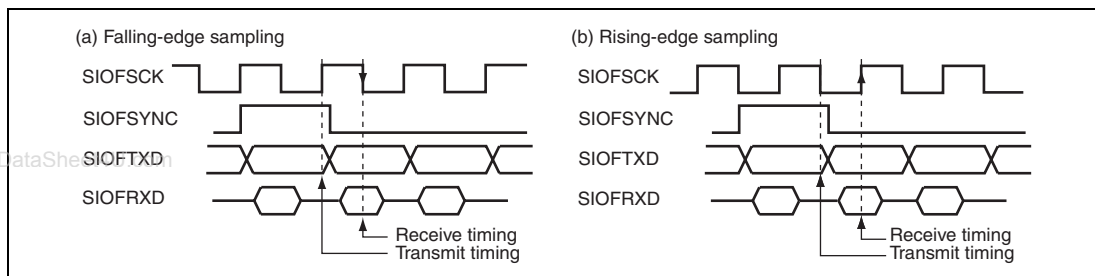 (a) Falling-edge sampling
SIOFSCK
SIOFSYNC
SIOFTXD
SIOFRXD
Receive timing
Transmit timing
(b) Rising-edge sampling
SIOFSCK
SIOFSYNC
SIOFTXD
SIOFRXD
Receive timing
Transmit timing